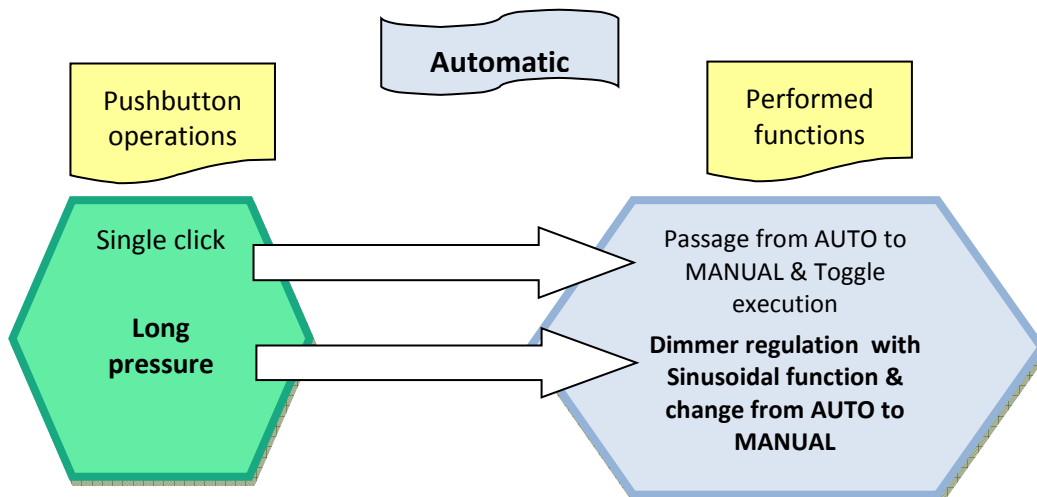 Automatic
Pushbutton
operations
Performed
functions
Single click
Long
pressure
Passage from AUTO to
MANUAL & Toggle
execution
Dimmer regulation with
Sinusoidal function &
change from AUTO to
MANUAL